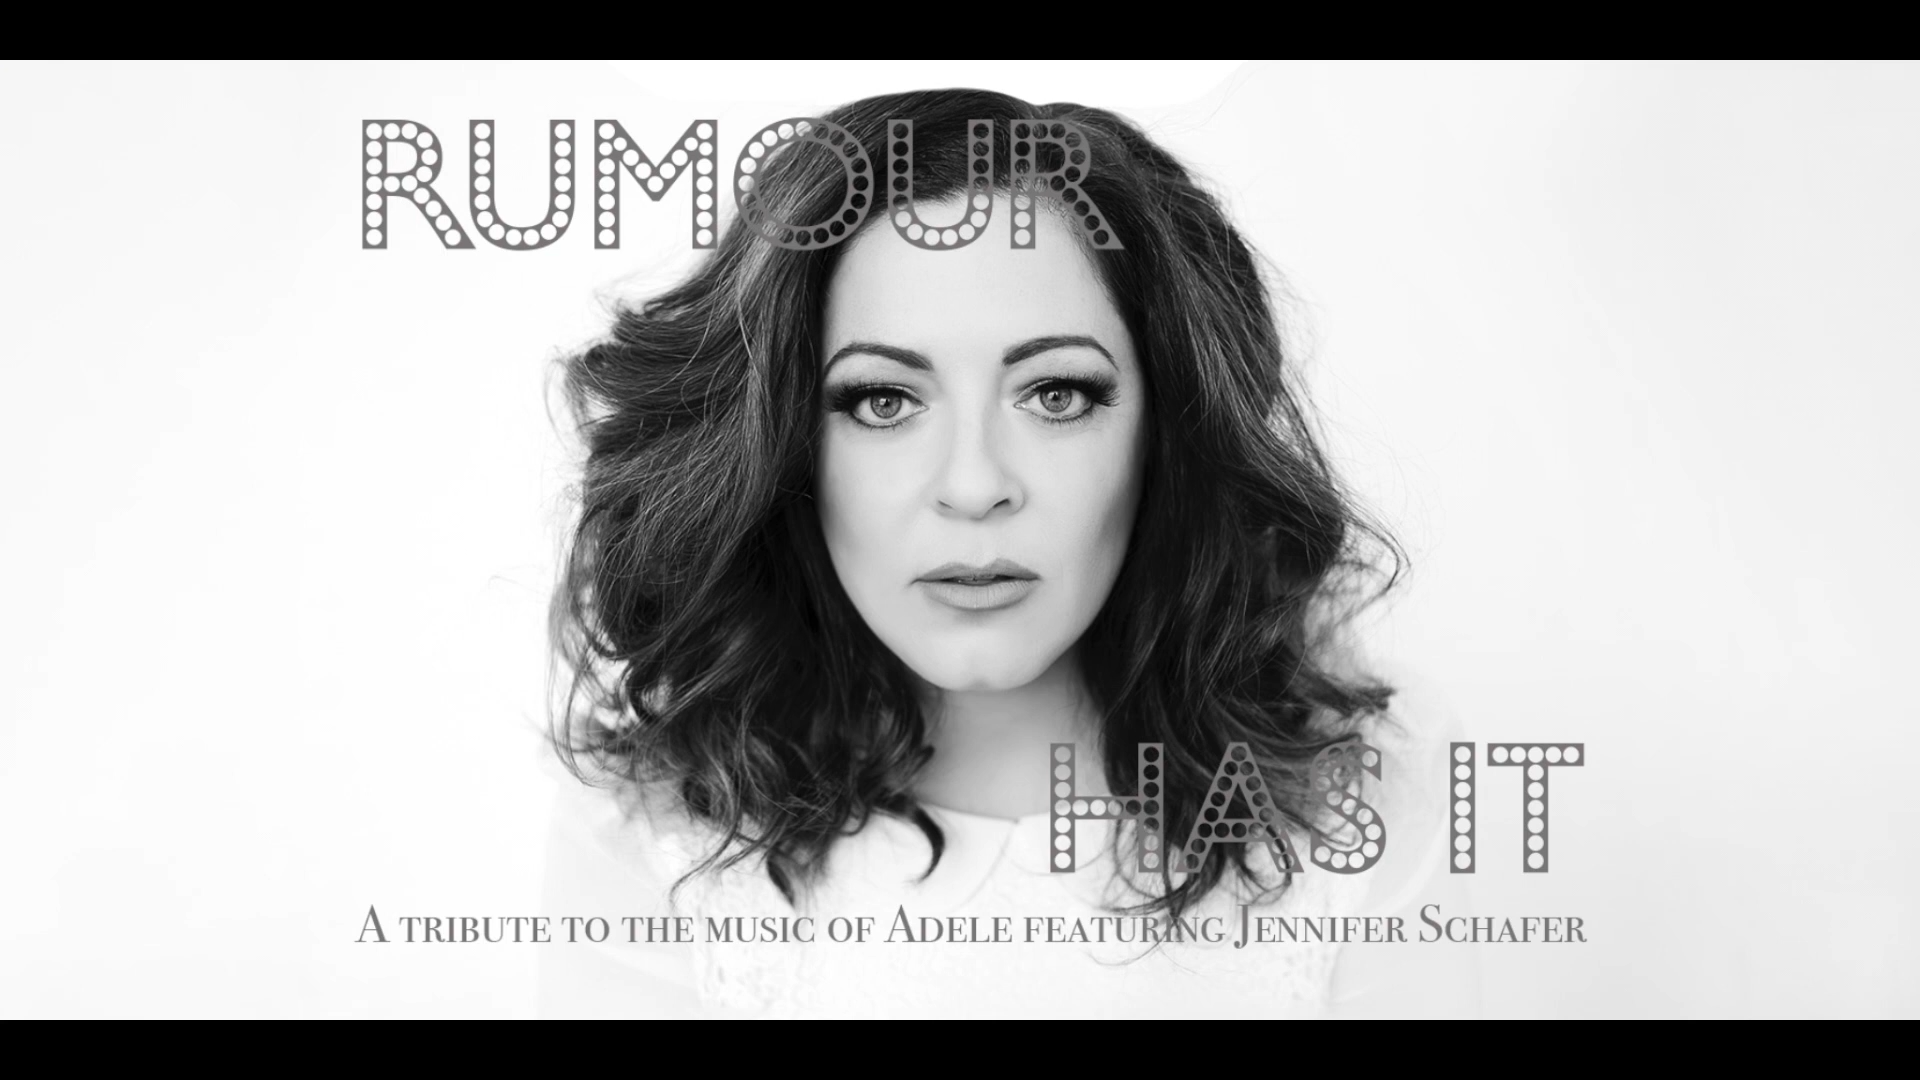 RUMOUR
HAS IT
A TRIBUTE TO THE MUSIC OF ADELE FEATURING JENNIFER SCHAFER